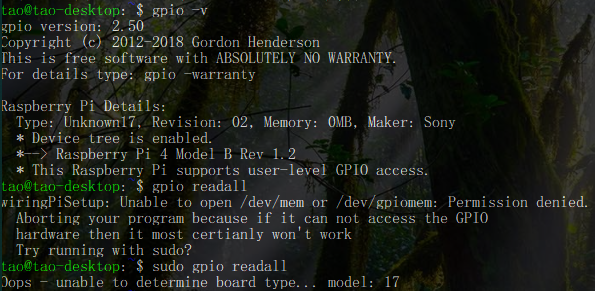 tao@tao-desktop: $ gpio -v
gpio version: 2.50
Copyright (c) 2012-2018 Gordon Henderson
This is free software with ABSOLUTELY NO WARRANTY.
For details type: gpio -warranty
Raspberry Pi Details:
Type: Unknown17, Revision: 02, Memory: 0MB, Maker: Sony
* Device tree is enabled.
*--> Raspberry Pi 4 Model B Rev 1.2
* This Raspberry Pi supports user-level GPIO access.
tao@tao-desktop: $ gpio readall
wiringPiSetup: Unable to open /dev/mem or /dev/gpiomem: Permission denied.
Aborting your program because if it can not access the GPIO
hardware then it most certianly won't work
Try running with sudo?
tao@tao-desktop: $ sudo gpio readall
Oops - unable to determine board type... model: 17